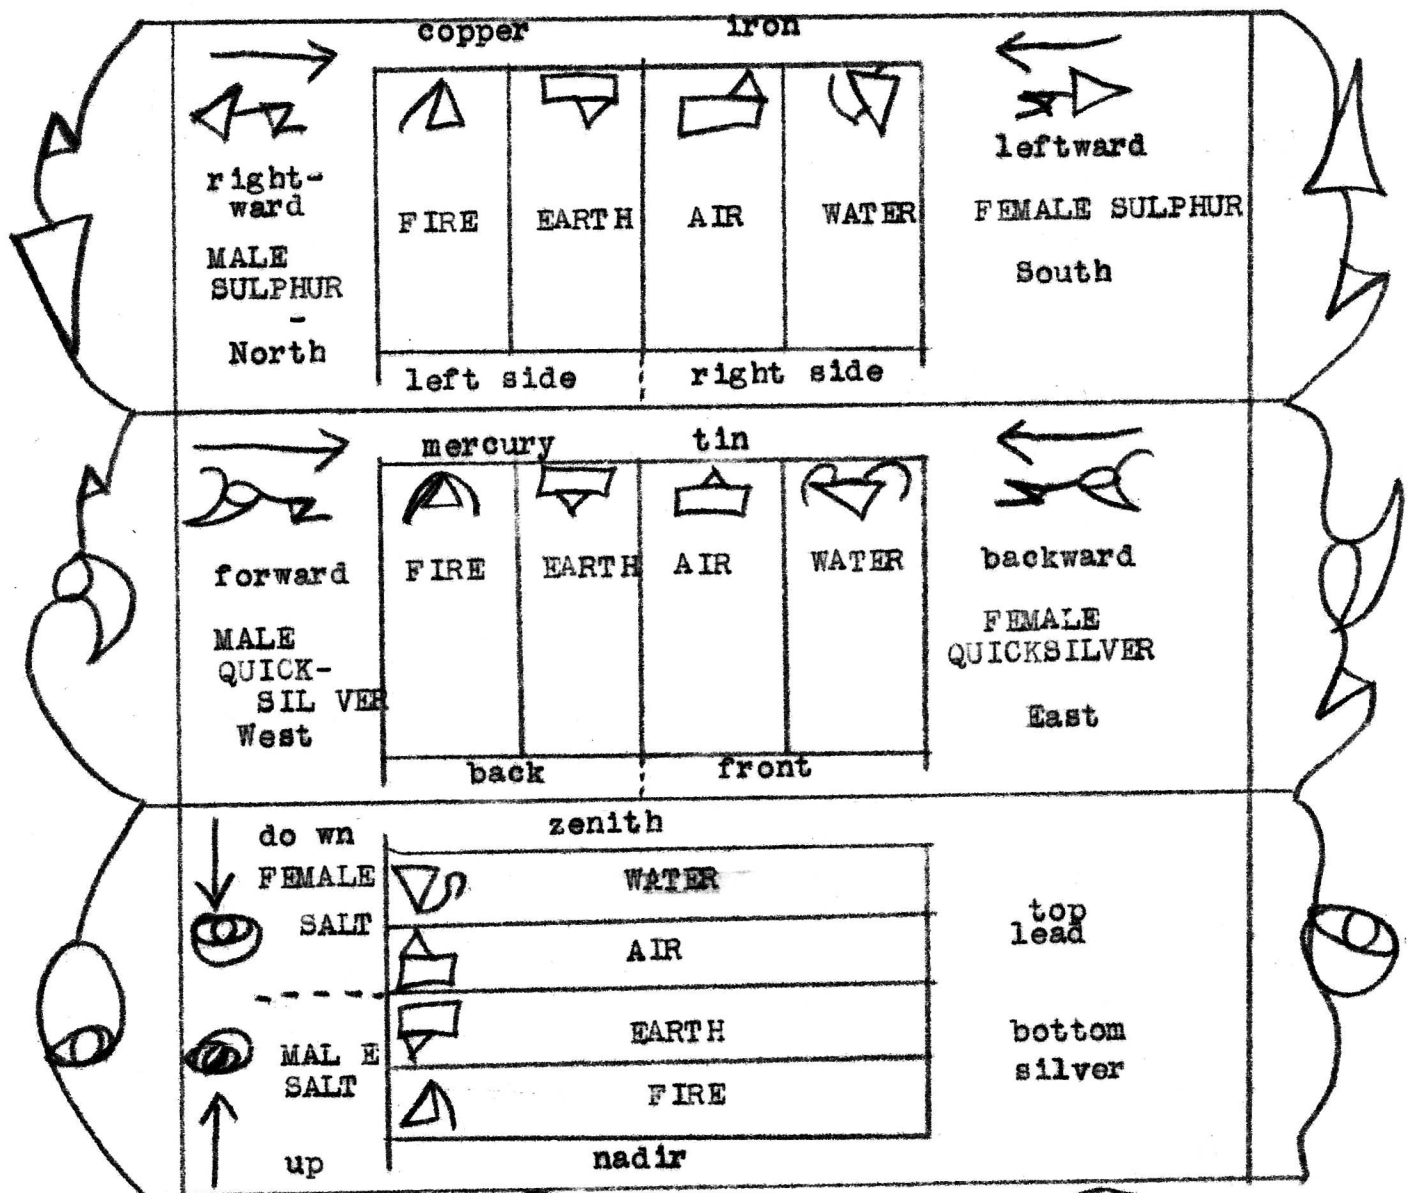 copper iron
right-
ward
MALE
SULPHUR
-
North
FIRE EARTH AIR WATER
leftward
FEMALE SULPHUR
South
left side right side
mercury tin
forward
MALE
QUICK-
SIL VER
West
FIRE EARTH AIR WATER
backward
FEMALE
QUICKSILVER
East
back front
do wn
FEMALE
SALT
zenith
WATER
AIR
top
lead
MAL E
SALT
up
EARTH
FIRE
nadir
bottom
silver